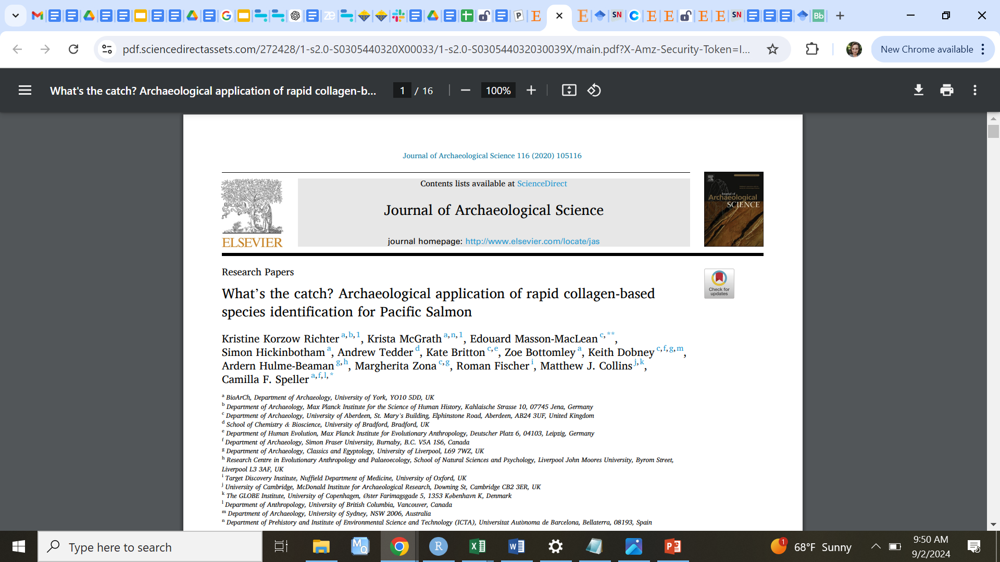 SN
SN
Bb
pdf.sciencedirectassets.com/272428/1-s2.0-S0305440320X00033/1-s2.0-S030544032030039X/main.pdf?X-Amz-Security-Token=I...
New Chrome available
What's the catch? Archaeological application of rapid collagen-b...
1 / 16
100%
Journal of Archaeological Science 116 (2020) 105116
Contents lists available at ScienceDirect
Journal of Archaeological Science
journal homepage: http://www.elsevier.com/locate/jas
ELSEVIER
Journal of
Archaeological
SCIENCE
Research Papers
Check for
updates
What's the catch? Archaeological application of rapid collagen-based
species identification for Pacific Salmon
Kristine Korzow Richter a,b,1, Krista McGrath a,n,1, Edouard Masson-MacLean c,**,
Simon Hickinbotham a, Andrew Tedder d, Kate Britton c,e, Zoe Bottomley a, Keith Dobney c,f,g,m,
Ardern Hulme-Beaman g,h, Margherita Zona c,g, Roman Fischer i, Matthew J. Collins j,k,
Camilla F. Speller a,f,l,*
a BioArCh, Department of Archaeology, University of York, YO10 5DD, UK
b Department of Archaeology, Max Planck Institute for the Science of Human History, Kahlaische Strasse 10, 07745 Jena, Germany
c Department of Archaeology, University of Aberdeen, St. Mary's Building, Elphinstone Road, Aberdeen, AB24 3UF, United Kingdom
d School of Chemistry & Bioscience, University of Bradford, Bradford, UK
e Department of Human Evolution, Max Planck Institute for Evolutionary Anthropology, Deutscher Platz 6, 04103, Leipzig, Germany
f Department of Archaeology, Simon Fraser University, Burnaby, B.C. V5A 1S6, Canada
g Department of Archaeology, Classics and Egyptology, University of Liverpool, L69 7WZ, UK
h Research Centre in Evolutionary Anthropology and Palaeoecology, School of Natural Sciences and Psychology, Liverpool John Moores University, Byrom Street,
Liverpool L3 3AF, UK
i Target Discovery Institute, Nuffield Department of Medicine, University of Oxford, UK
j University of Cambridge, McDonald Institute for Archaeological Research, Downing St, Cambridge CB2 3ER, UK
k The GLOBE Institute, University of Copenhagen, Øster Farimagsgade 5, 1353 København K, Denmark
l Department of Anthropology, University of British Columbia, Vancouver, Canada
m Department of Archaeology, University of Sydney, NSW 2006, Australia
n Department of Prehistory and Institute of Environmental Science and Technology (ICTA), Universitat Autònoma de Barcelona, Bellaterra, 08193, Spain
Type here to search
1
68°F Sunny
9:50 AM
9/2/2024